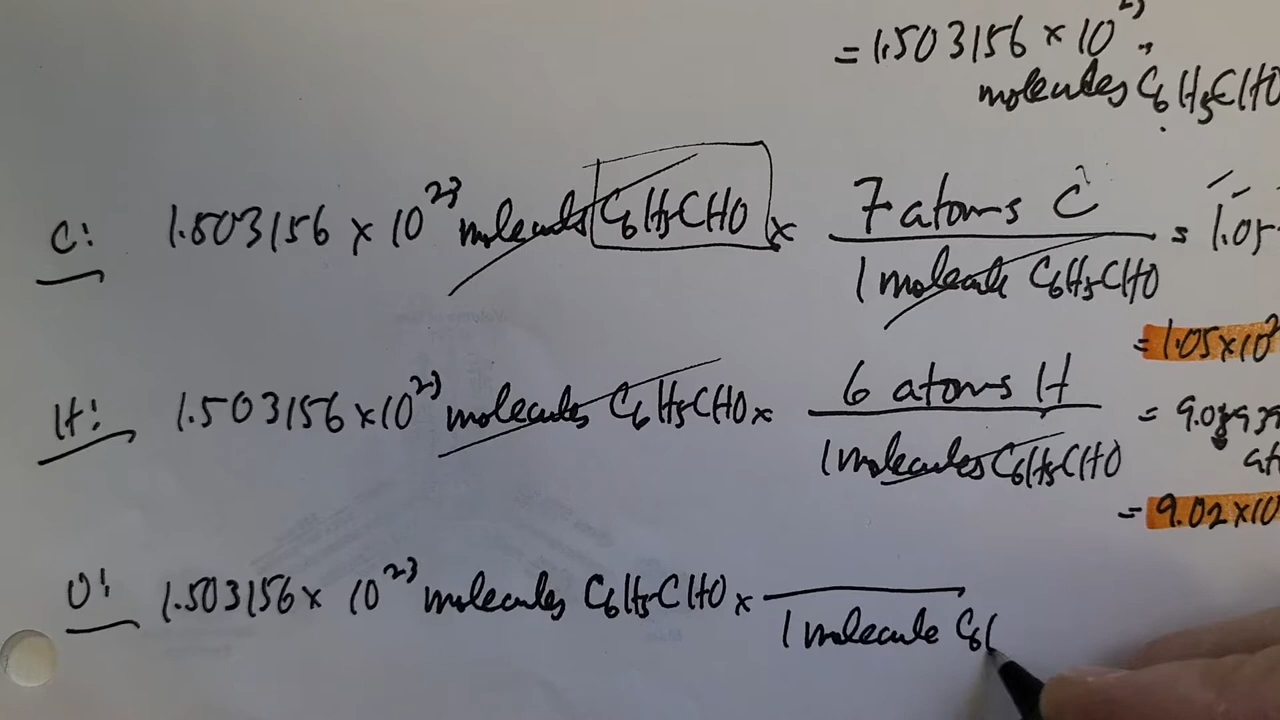 = 1.503156 × 10²³
molecules C₆H₅CHO
C: 1.503156 × 10²³ molecules C₆H₅CHO × 7 atoms C / 1 molecule C₆H₅CHO = 1.05
= 1.05×10²
H: 1.503156×10²³ molecules C₆H₅CHO × 6 atoms H / 1 molecules C₆H₅CHO = 9.0
= 9.02×10
O: 1.503156× 10²³ molecules C₆H₅CHO × / 1 molecule C₆